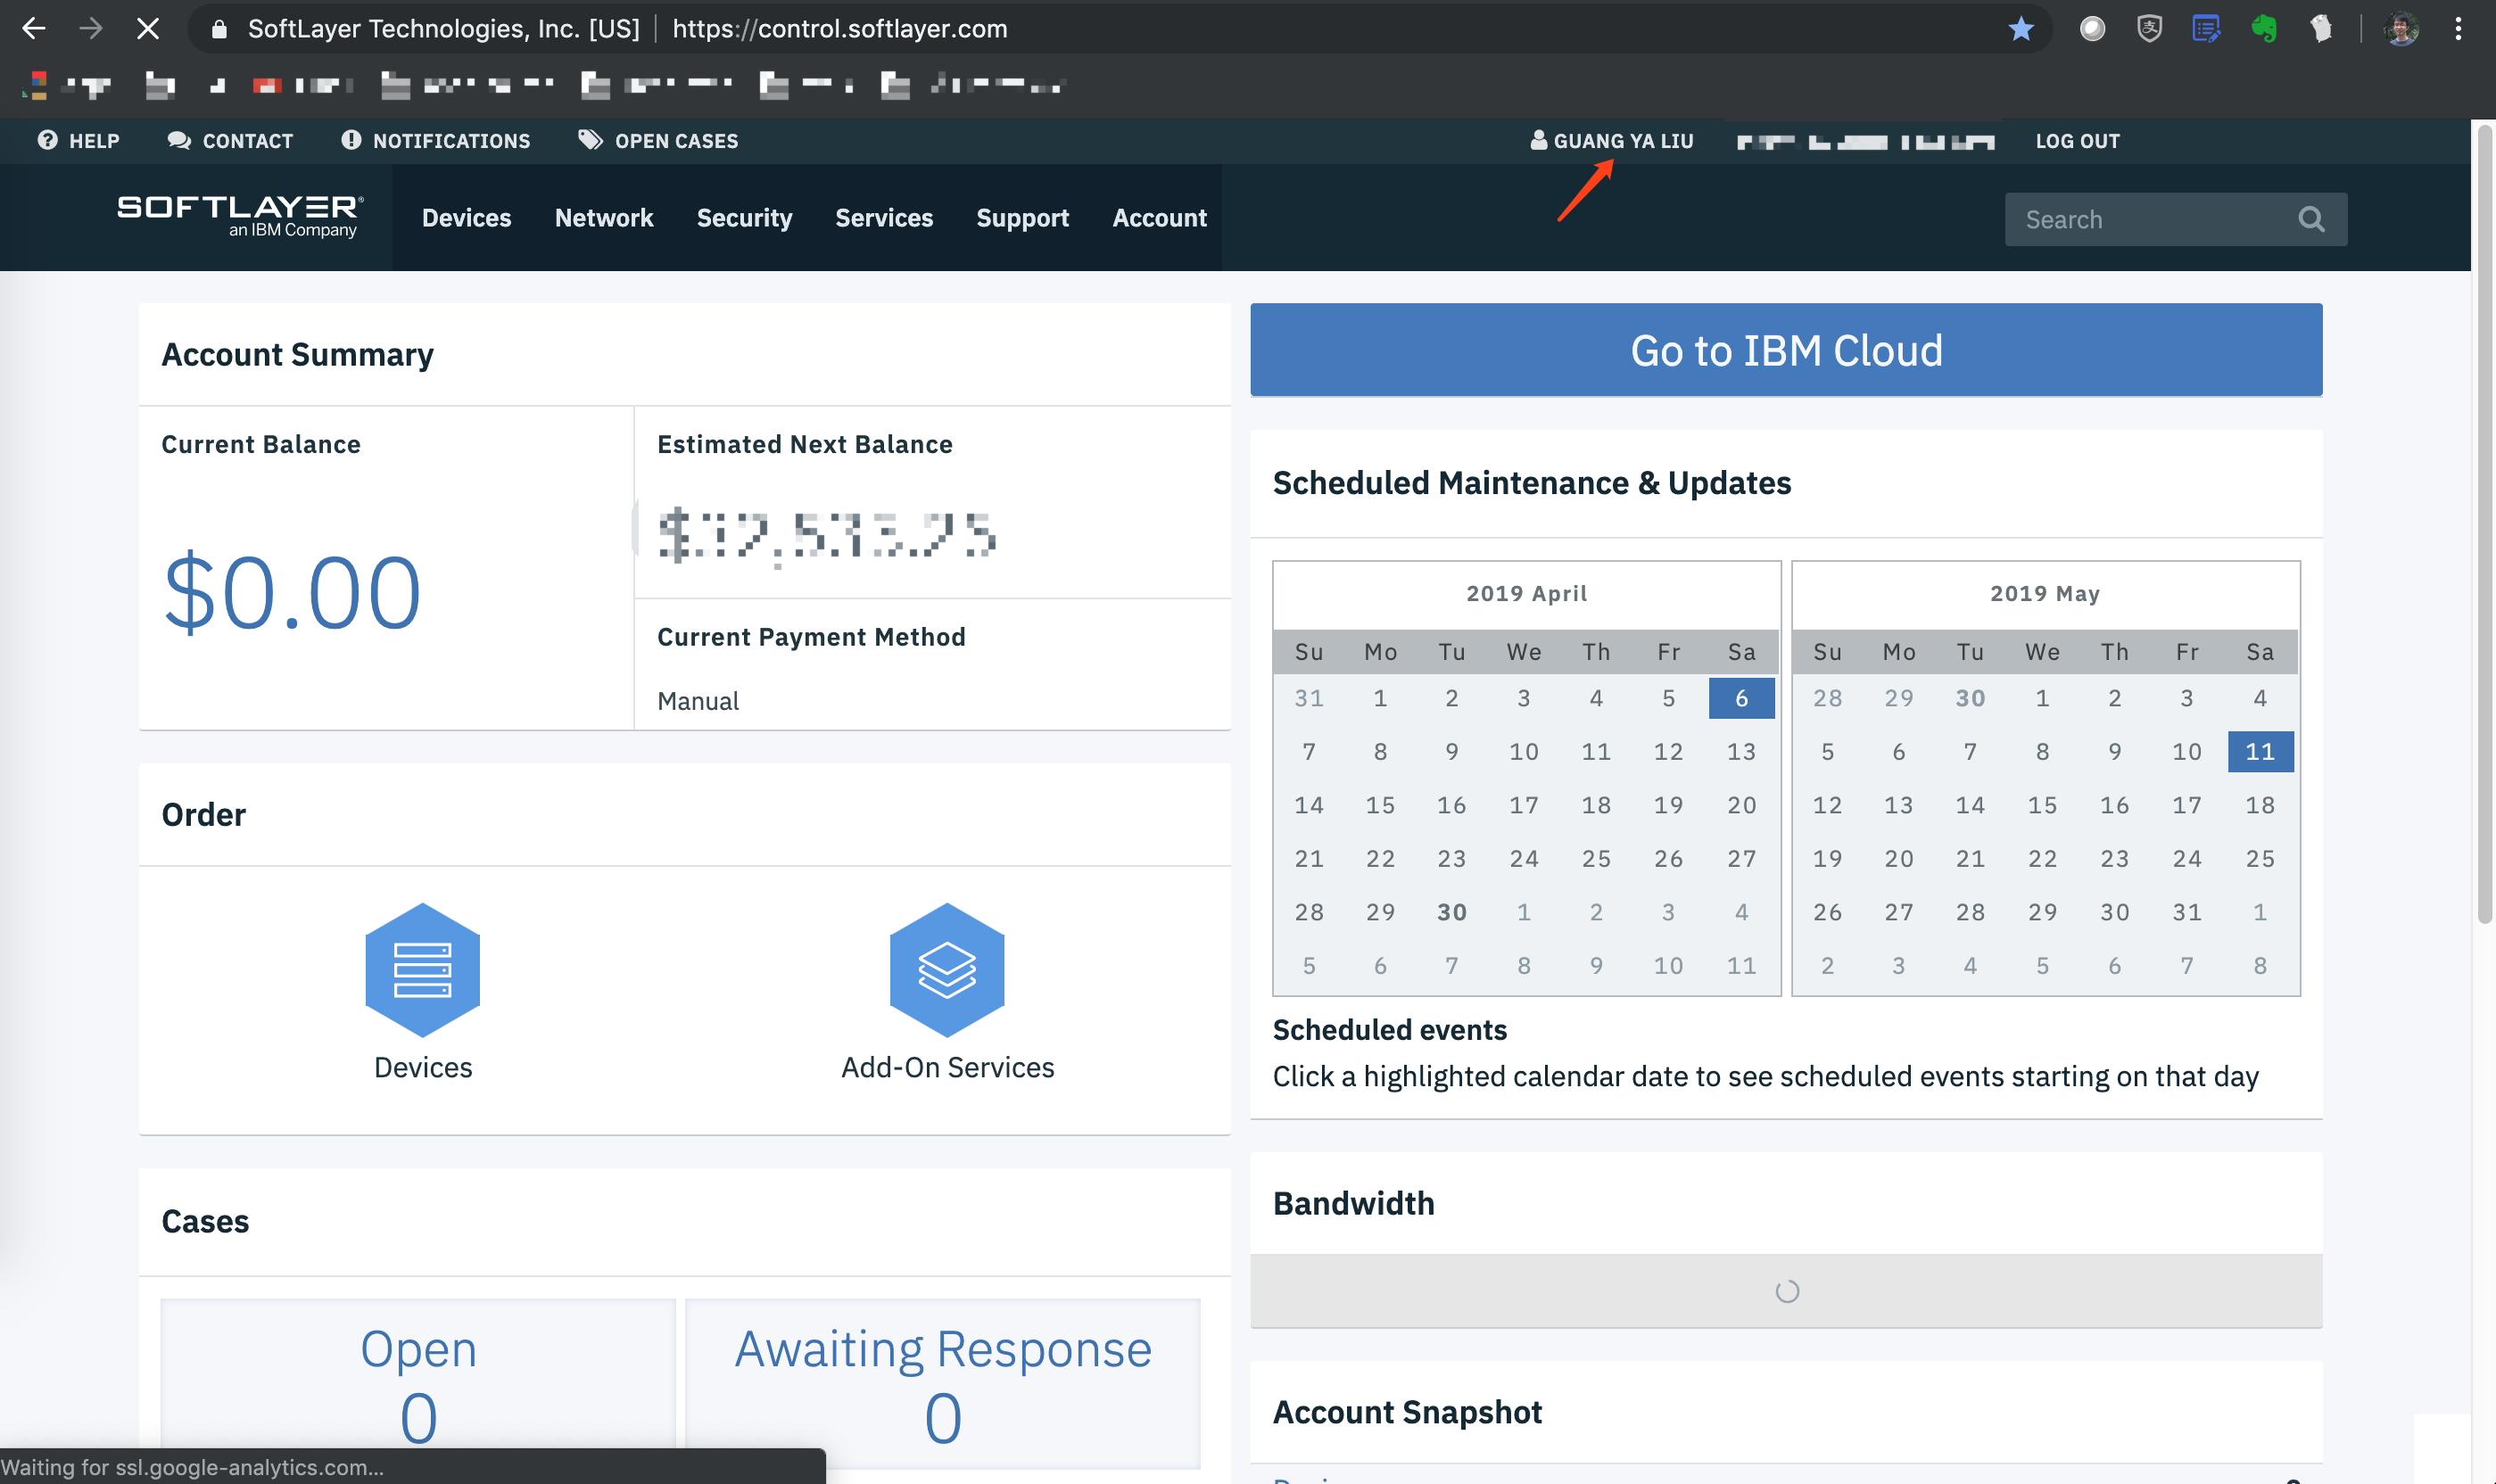 SoftLayer Technologies, Inc. [US] | https://control.softlayer.com
HELP CONTACT NOTIFICATIONS OPEN CASES GUANG YA LIU LOG OUT
SOFTLAYER®
an IBM Company
Devices Network Security Services Support Account
Search
Account Summary
Current Balance
$0.00
Estimated Next Balance
Current Payment Method
Manual
Order
Devices
Add-On Services
Cases
Open
0
Awaiting Response
0
Go to IBM Cloud
Scheduled Maintenance & Updates
2019 April
Su Mo Tu We Th Fr Sa
31 1 2 3 4 5 6
7 8 9 10 11 12 13
14 15 16 17 18 19 20
21 22 23 24 25 26 27
28 29 30 1 2 3 4
5 6 7 8 9 10 11
2019 May
Su Mo Tu We Th Fr Sa
28 29 30 1 2 3 4
5 6 7 8 9 10 11
12 13 14 15 16 17 18
19 20 21 22 23 24 25
26 27 28 29 30 31 1
2 3 4 5 6 7 8
Scheduled events
Click a highlighted calendar date to see scheduled events starting on that day
Bandwidth
Account Snapshot
Waiting for ssl.google-analytics.com...